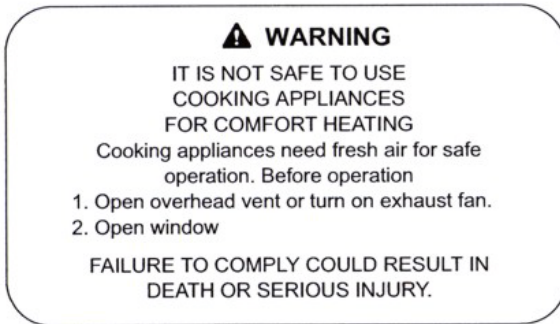 WARNING
IT IS NOT SAFE TO USE
COOKING APPLIANCES
FOR COMFORT HEATING
Cooking appliances need fresh air for safe
operation. Before operation
1. Open overhead vent or turn on exhaust fan.
2. Open window
FAILURE TO COMPLY COULD RESULT IN
DEATH OR SERIOUS INJURY.